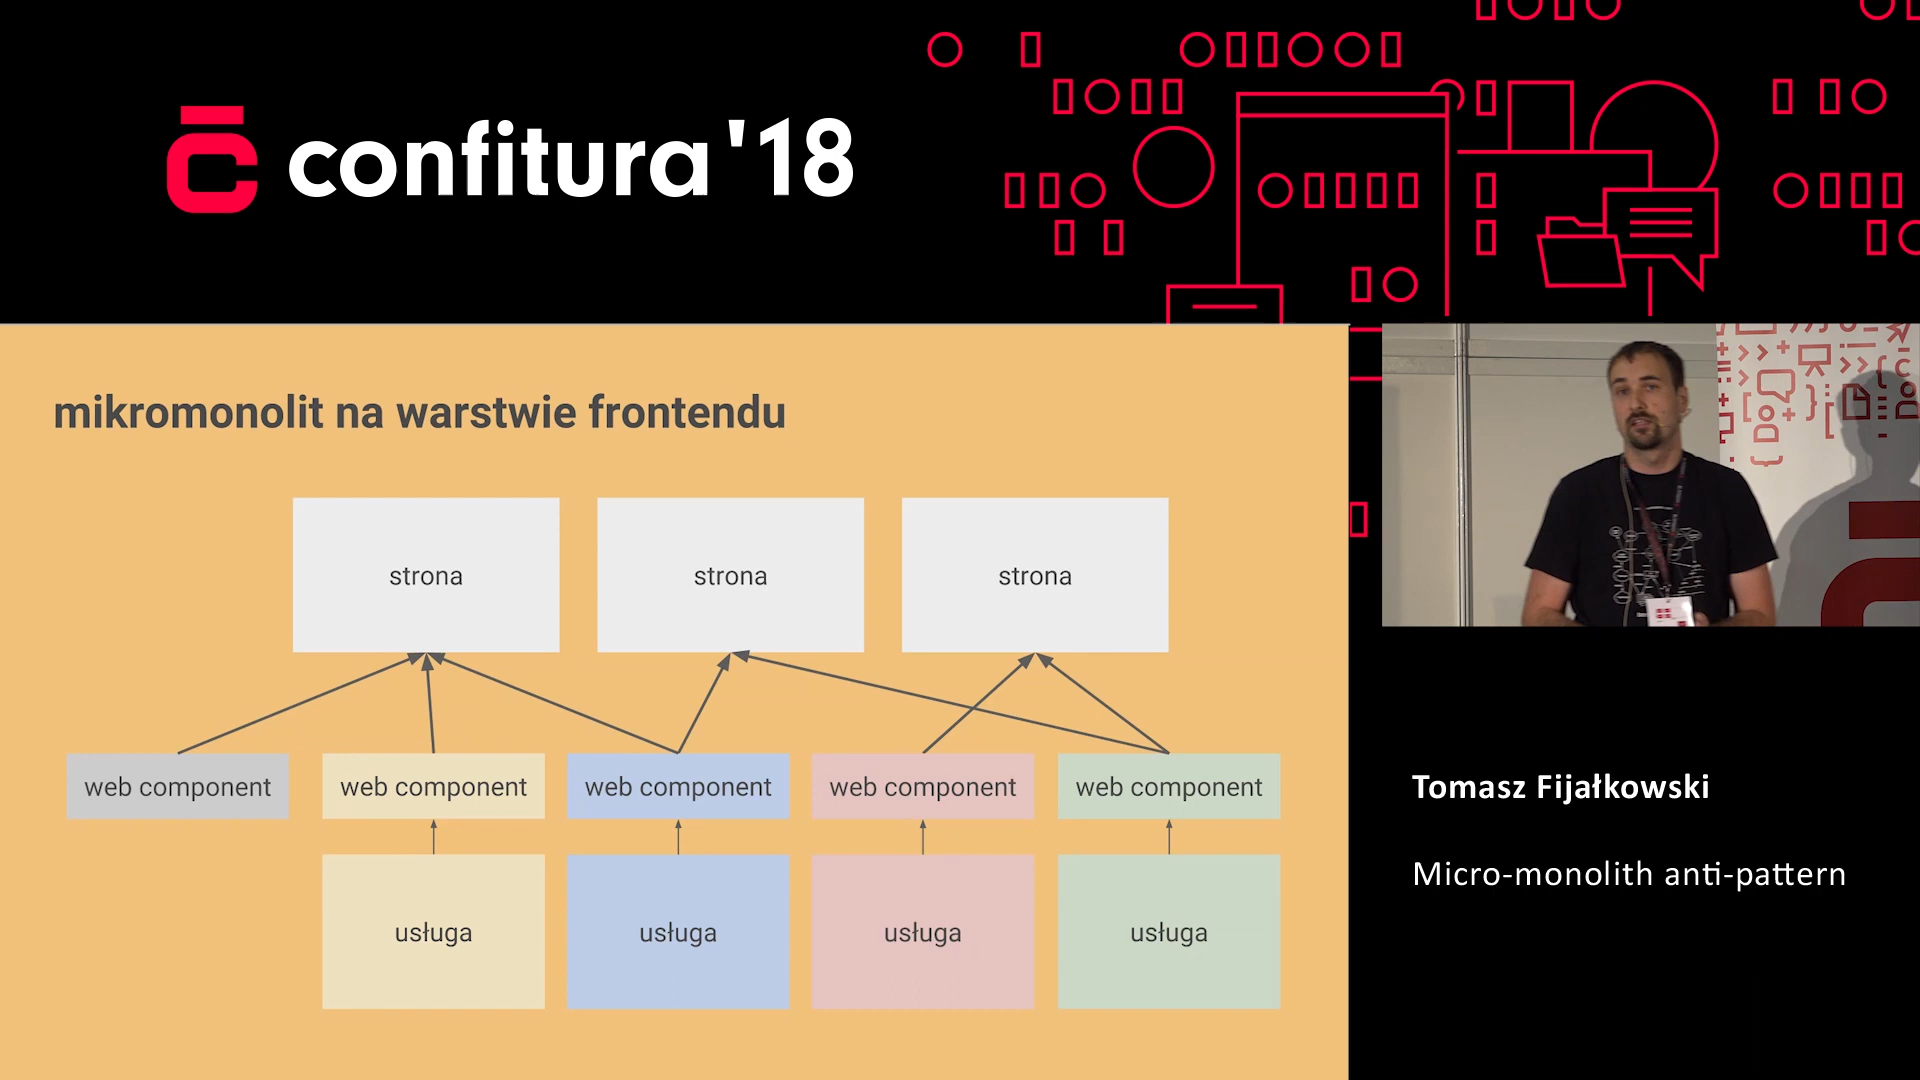 confitura '18
mikromonolit na warstwie frontendu
strona strona strona
web component web component web component web component web component
usługa usługa usługa usługa
Tomasz Fijałkowski
Micro-monolith anti-pattern